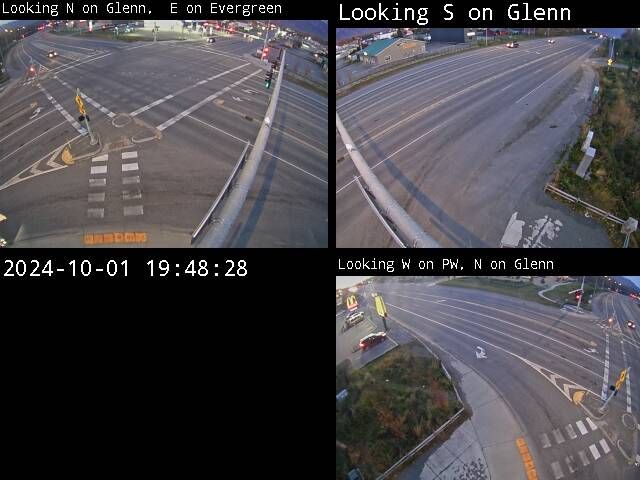 Looking N on Glenn,  E on Evergreen
Looking S on Glenn
2024-10-01 19:48:28
Looking W on PW, N on Glenn